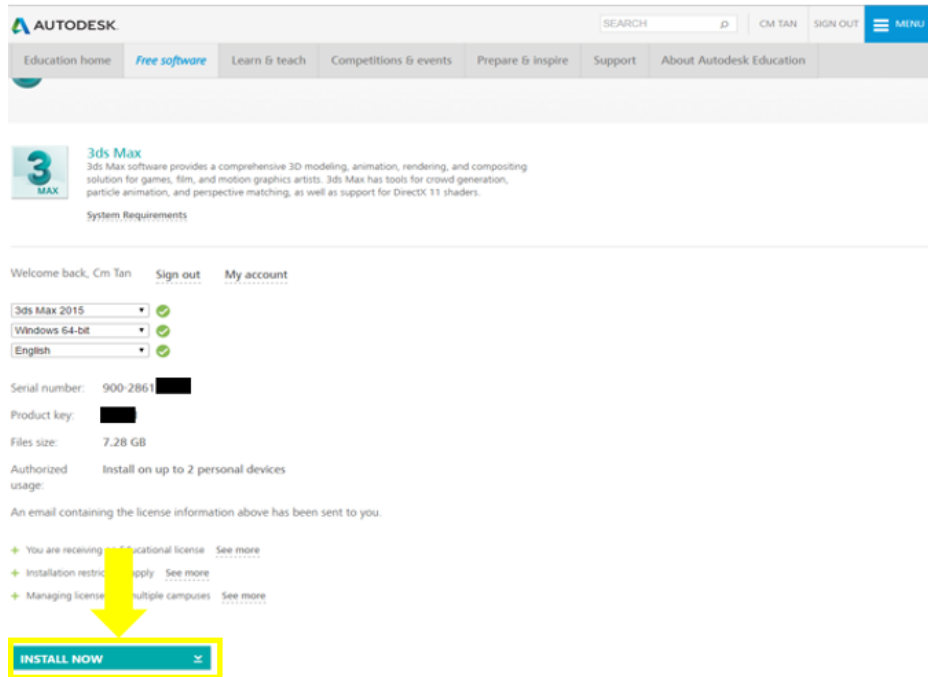 AUTODESK.
SEARCH CM TAN SIGN OUT MENU
Education home Free software Learn & teach Competitions & events Prepare & inspire Support About Autodesk Education
3ds Max
3ds Max software provides a comprehensive 3D modeling, animation, rendering, and compositing
solution for games, film, and motion graphics artists. 3ds Max has tools for crowd generation,
particle animation, and perspective matching, as well as support for DirectX 11 shaders.
3
MAX
System Requirements
Welcome back, Cm Tan Sign out My account
3ds Max 2015
Windows 64-bit
English
Serial number: 900-2861
Product key:
Files size: 7.28 GB
Authorized Install on up to 2 personal devices
usage:
An email containing the license information above has been sent to you.
+ You are receiving Educational license See more
+ Installation apply See more
+ Managing multiple campuses See more
INSTALL NOW